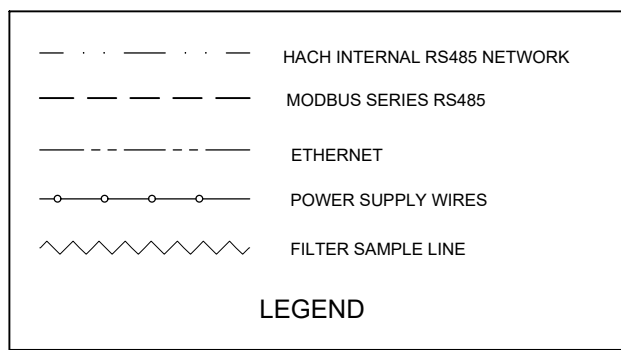 HACH INTERNAL RS485 NETWORK
MODBUS SERIES RS485
ETHERNET
POWER SUPPLY WIRES
FILTER SAMPLE LINE
LEGEND